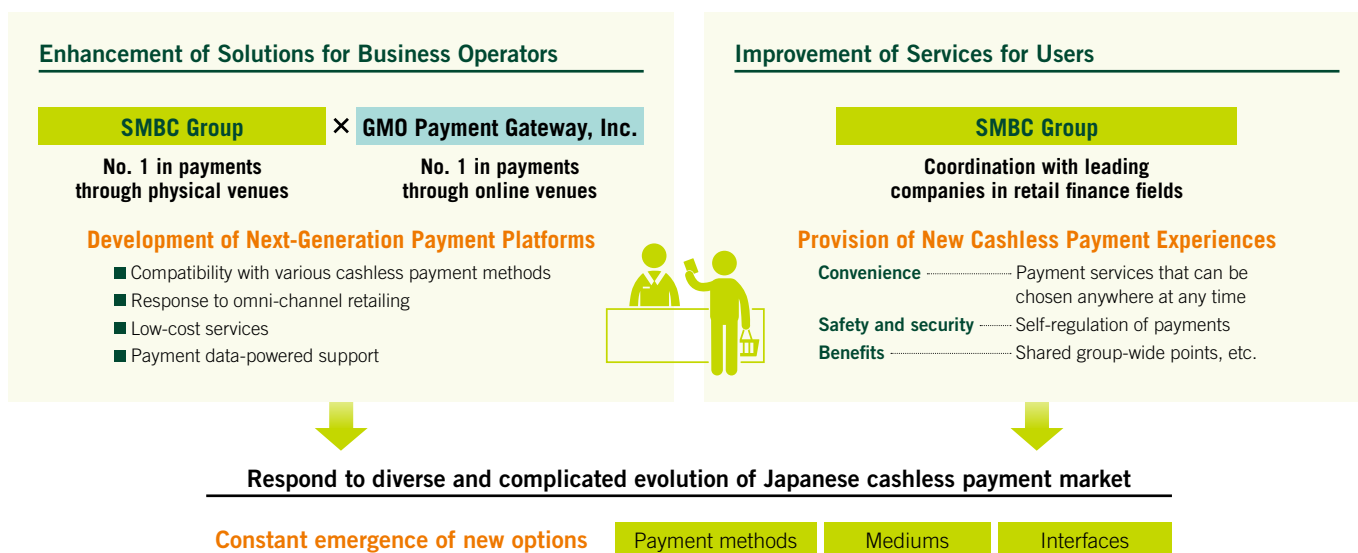 Enhancement of Solutions for Business Operators
SMBC Group × GMO Payment Gateway, Inc.
No. 1 in payments
through physical venues
No. 1 in payments
through online venues
Development of Next-Generation Payment Platforms
Compatibility with various cashless payment methods
Response to omni-channel retailing
Low-cost services
Payment data-powered support
Improvement of Services for Users
SMBC Group
Coordination with leading
companies in retail finance fields
Provision of New Cashless Payment Experiences
Convenience Payment services that can be
chosen anywhere at any time
Safety and security Self-regulation of payments
Benefits Shared group-wide points, etc.
Respond to diverse and complicated evolution of Japanese cashless payment market
Constant emergence of new options Payment methods Mediums Interfaces